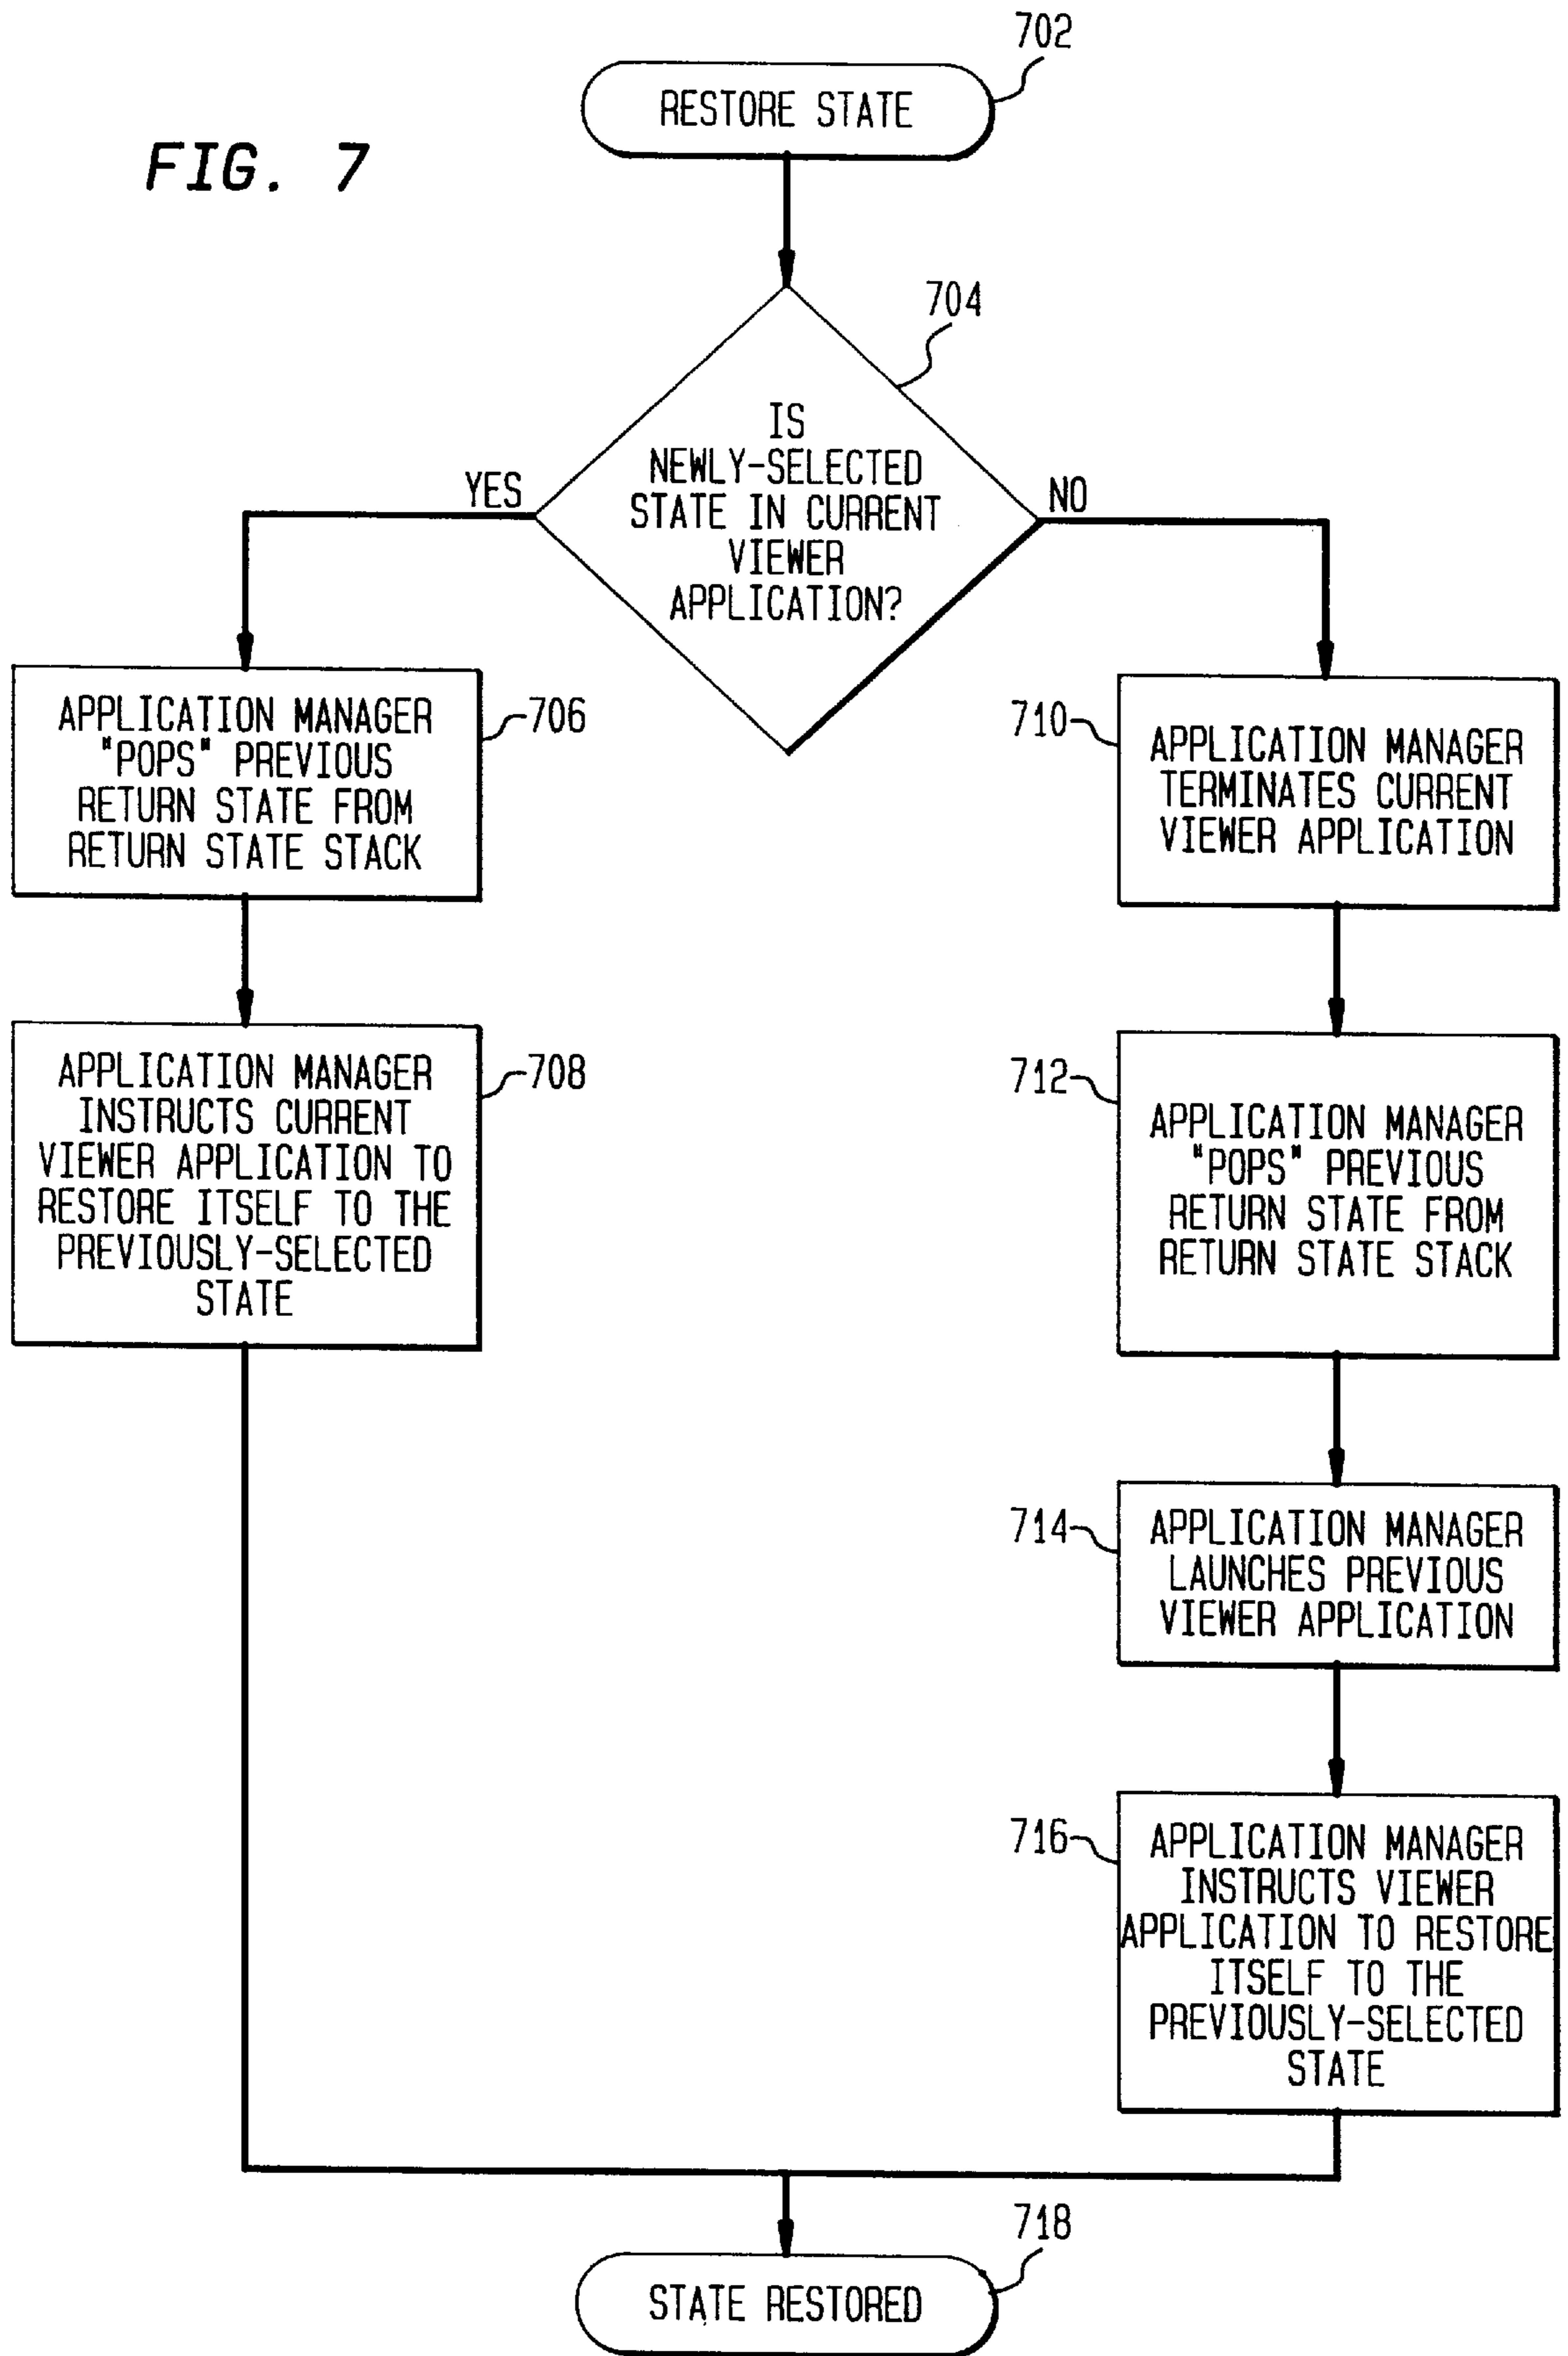 702
RESTORE STATE
FIG. 7
704
IS
NEWLY-SELECTED
STATE IN CURRENT
VIEWER
APPLICATION?
YES
NO
APPLICATION MANAGER
"POPS" PREVIOUS
RETURN STATE FROM
RETURN STATE STACK
706
710
APPLICATION MANAGER
TERMINATES CURRENT
VIEWER APPLICATION
APPLICATION MANAGER
INSTRUCTS CURRENT
VIEWER APPLICATION TO
RESTORE ITSELF TO THE
PREVIOUSLY-SELECTED
STATE
708
712
APPLICATION MANAGER
"POPS" PREVIOUS
RETURN STATE FROM
RETURN STATE STACK
714
APPLICATION MANAGER
LAUNCHES PREVIOUS
VIEWER APPLICATION
716
APPLICATION MANAGER
INSTRUCTS VIEWER
APPLICATION TO RESTORE
ITSELF TO THE
PREVIOUSLY-SELECTED
STATE
718
STATE RESTORED